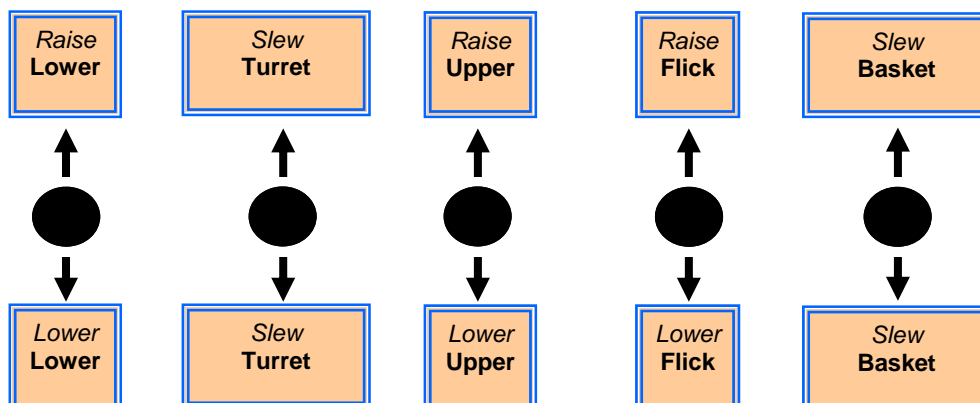 Raise
Lower
Slew
Turret
Raise
Upper
Raise
Flick
Slew
Basket
Lower
Lower
Slew
Turret
Lower
Upper
Lower
Flick
Slew
Basket